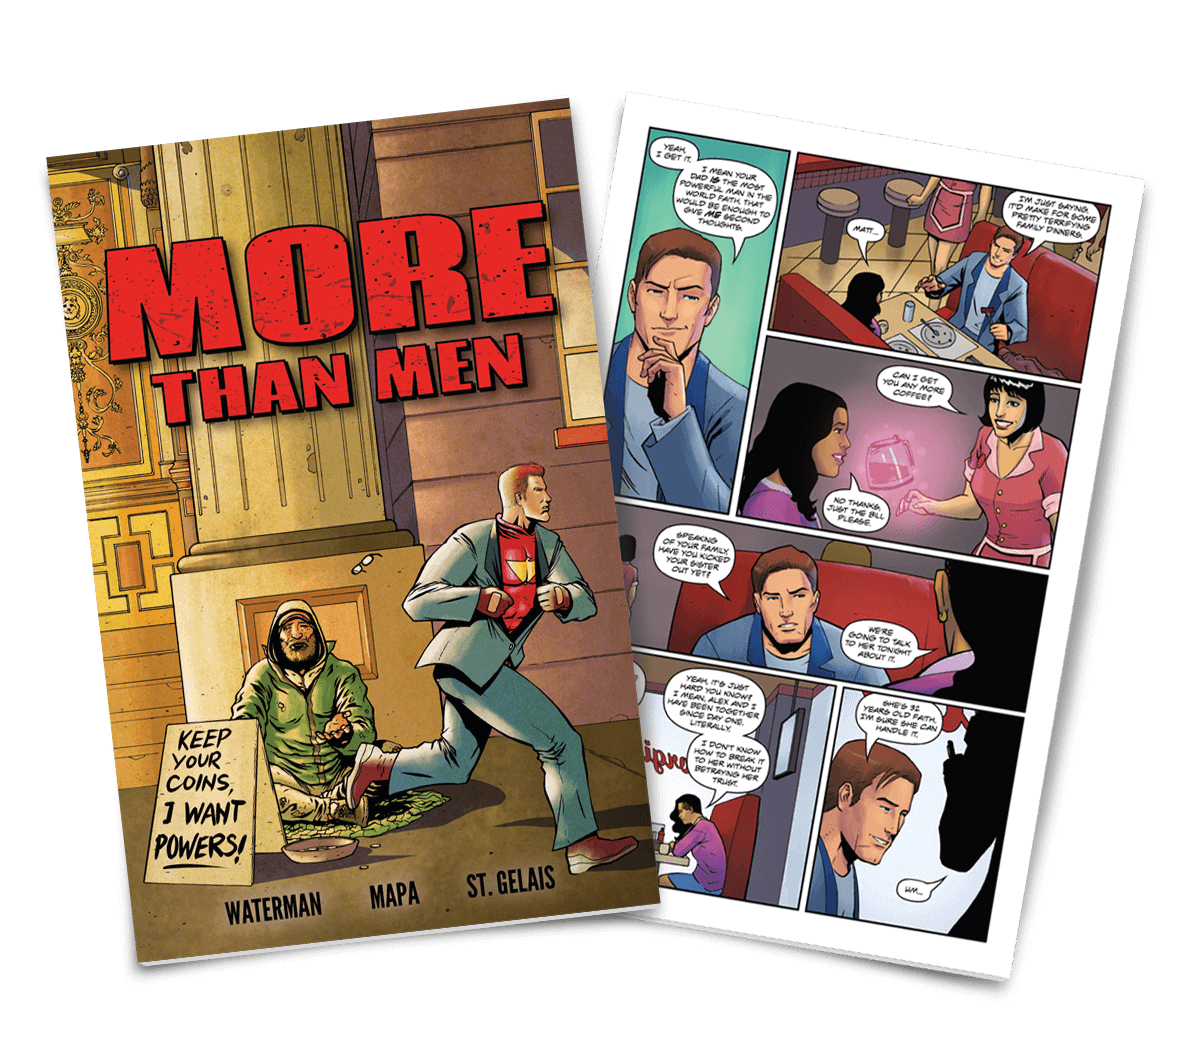 MORE
THAN MEN
KEEP
YOUR
COINS,
I WANT
POWERS!
WATERMAN
MAPA
ST. GELAIS
YEAH,
I GET IT.
I MEAN YOUR
DAD IS THE MOST
POWERFUL MAN IN THE
WORLD FAITH. THAT
WOULD BE ENOUGH TO
GIVE ME SECOND
THOUGHTS.
MATT...
I'M JUST SAYING,
IT'D MAKE FOR SOME
PRETTY TERRIFYING
FAMILY DINNERS.
CAN I GET
YOU ANY MORE
COFFEE?
NO THANKS,
JUST THE BILL
PLEASE.
SPEAKING
OF YOUR FAMILY,
HAVE YOU KICKED
YOUR SISTER
OUT YET?
WE'RE
GOING TO TALK
TO HER TONIGHT
ABOUT IT.
YEAH, IT'S JUST
HARD YOU KNOW?
I MEAN, ALEX AND I
HAVE BEEN TOGETHER
SINCE DAY ONE,
LITERALLY.
I DON'T KNOW
HOW TO BREAK IT
TO HER WITHOUT
BETRAYING HER
TRUST.
SHE'S 32
YEARS OLD FAITH,
I'M SURE SHE CAN
HANDLE IT.
UM...